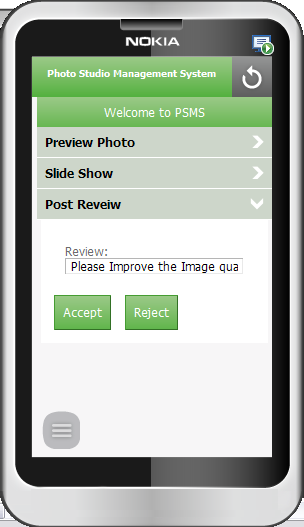 NOKIA
Photo Studio Management System
Welcome to PSMS
Preview Photo
Slide Show
Post Reveiw
Review:
Please Improve the Image qua
Accept
Reject